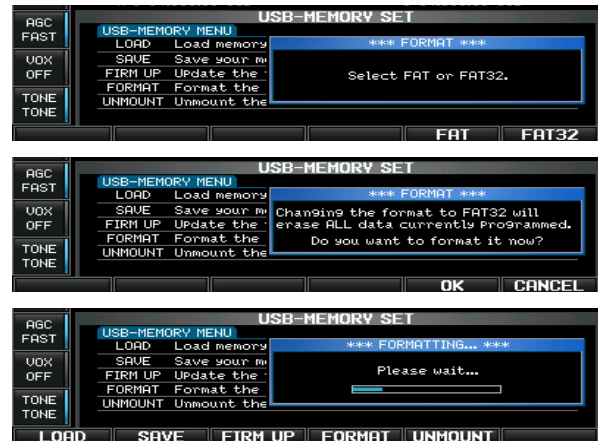 USB-MEMORY SET
AGC
FAST
USB-MEMORY MENU
LOAD Load memory
*** FORMAT ***
VOX
OFF
SAVE Save your
FIRM UP Update the
Select FAT or FAT32.
FORMAT Format the
TONE
TONE
UNMOUNT Unmount the
FAT FAT32
USB-MEMORY SET
AGC
FAST
USB-MEMORY MENU
LOAD Load memory
*** FORMAT ***
VOX
OFF
SAVE Save your
Changing the format to FAT32 will
FIRM UP Update the
erase ALL data currently Programmed.
FORMAT Format the
Do you want to format it now?
TONE
TONE
UNMOUNT Unmount the
OK CANCEL
USB-MEMORY SET
AGC
FAST
USB-MEMORY MENU
LOAD Load memory
*** FORMATTING... ***
VOX
OFF
SAVE Save your
FIRM UP Update the
Please wait...
FORMAT Format the
TONE
TONE
UNMOUNT Unmount the
LOAD SAVE FIRM UP FORMAT UNMOUNT